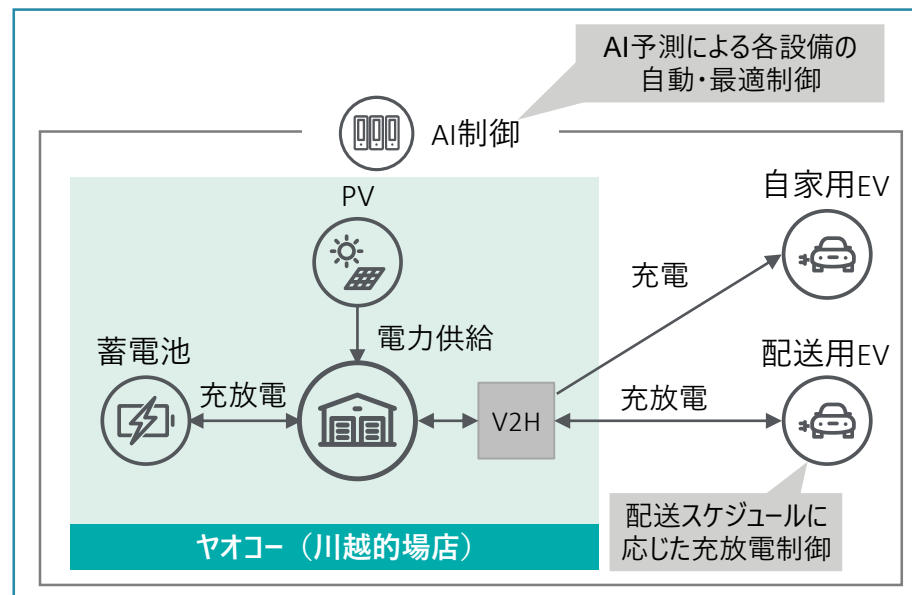 AI予測による各設備の
自動・最適制御
AI制御
PV
自家用EV
充電
電力供給
蓄電池
配送用EV
充放電
V2H
充放電
配送スケジュールに
応じた充放電制御
ヤオコー（川越的場店）